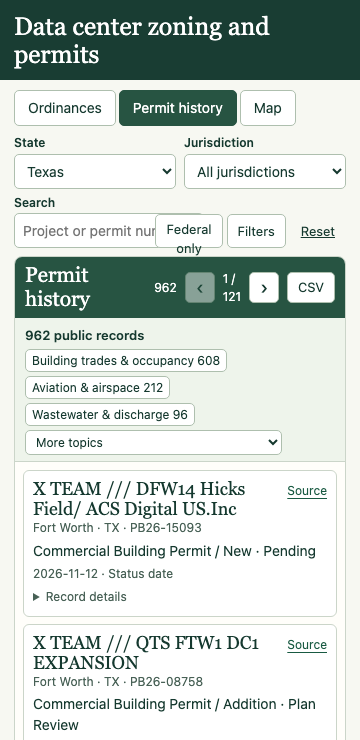 Data center zoning and
permits
Ordinances
Permit history
Map
State
Jurisdiction
Texas
All jurisdictions
Search
Project or permit nur
Federal
only
Filters
Reset
Permit
history
962
‹
1 /
121
›
CSV
962 public records
Building trades & occupancy 608
Aviation & airspace 212
Wastewater & discharge 96
More topics
X TEAM /// DFW14 Hicks
Field/ ACS Digital US.Inc
Source
Fort Worth · TX · PB26-15093
Commercial Building Permit / New · Pending
2026-11-12 · Status date
Record details
X TEAM /// QTS FTW1 DC1
EXPANSION
Source
Fort Worth · TX · PB26-08758
Commercial Building Permit / Addition · Plan
Review